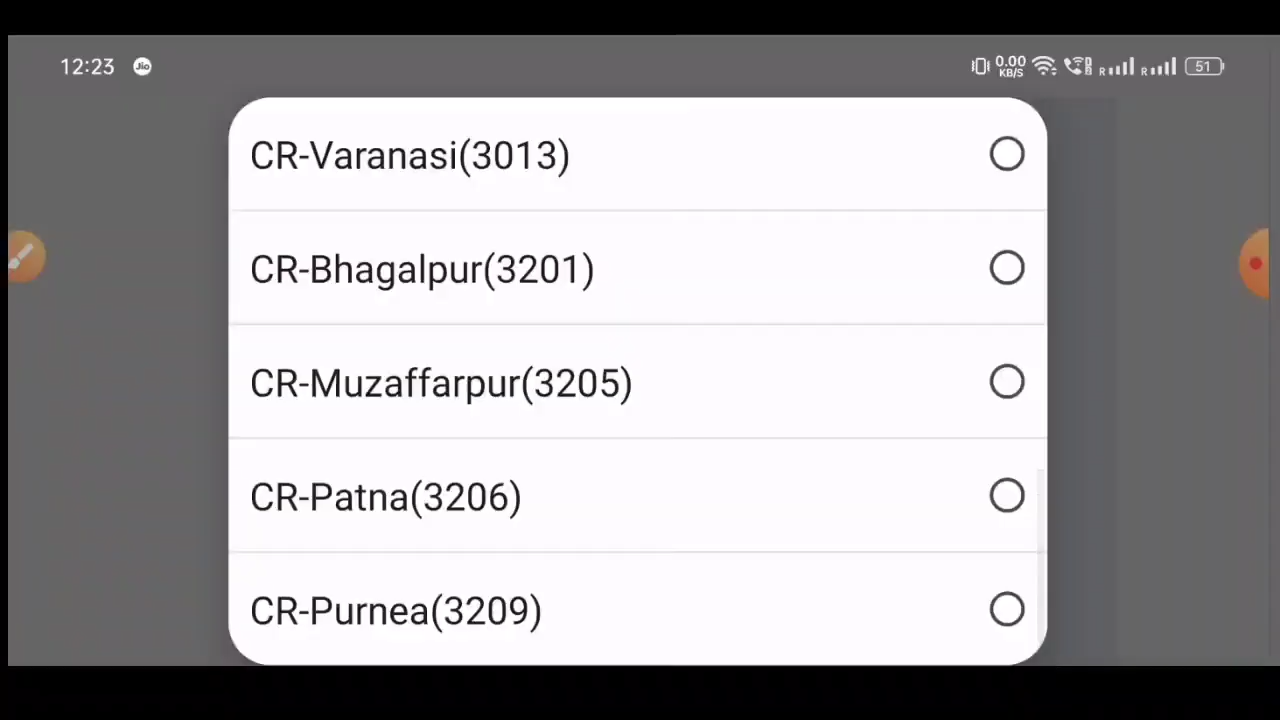 12:23 Jio 0.00 KB/S R R 51
CR-Varanasi(3013)
CR-Bhagalpur(3201)
CR-Muzaffarpur(3205)
CR-Patna(3206)
CR-Purnea(3209)